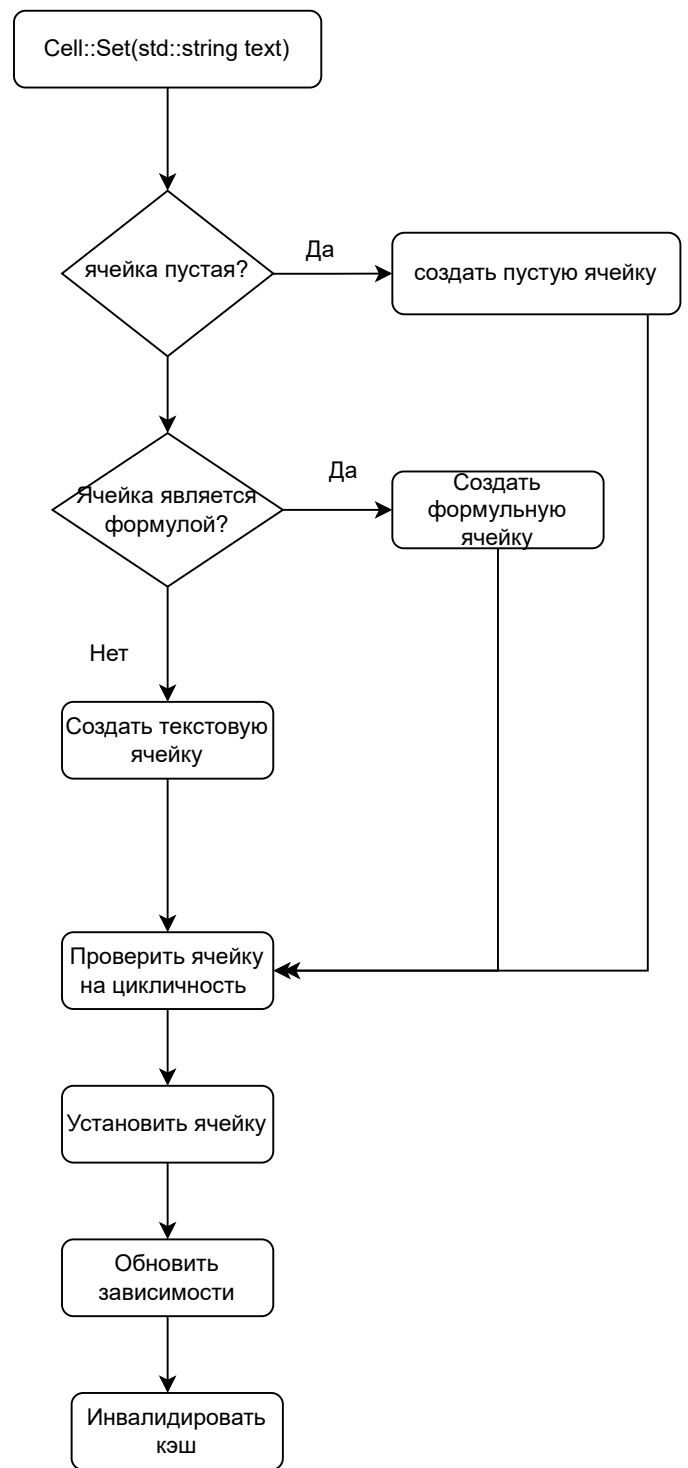 Cell::Set(std::string text)
ячейка пустая?
Да
создать пустую ячейку
Ячейка является
формулой?
Да
Создать
формульную
ячейку
Нет
Создать текстовую
ячейку
Проверить ячейку
на цикличность
Установить ячейку
Обновить
зависимости
Инвалидировать
кэш